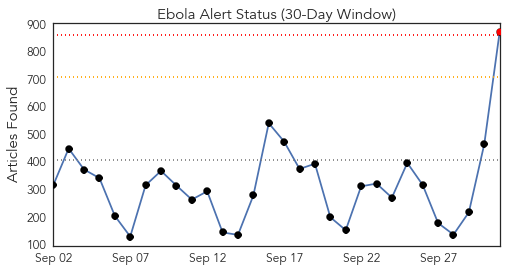 Ebola Alert Status (30-Day Window)
Articles Found
900
800
700
600
500
400
300
200
100
Sep 02
Sep 07
Sep 12
Sep 17
Sep 22
Sep 27